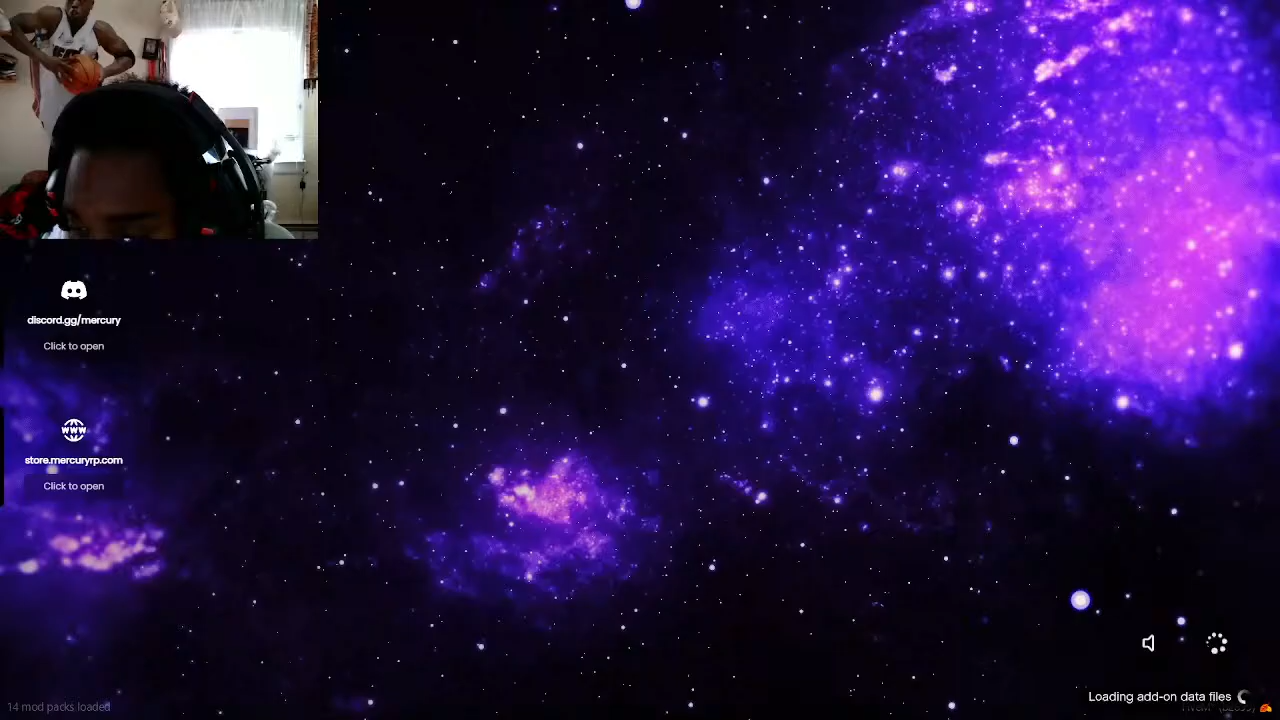 discord.gg/mercury
Click to open
www
store.mercuryrp.com
Click to open
Loading add-on data files
14 mod packs loaded